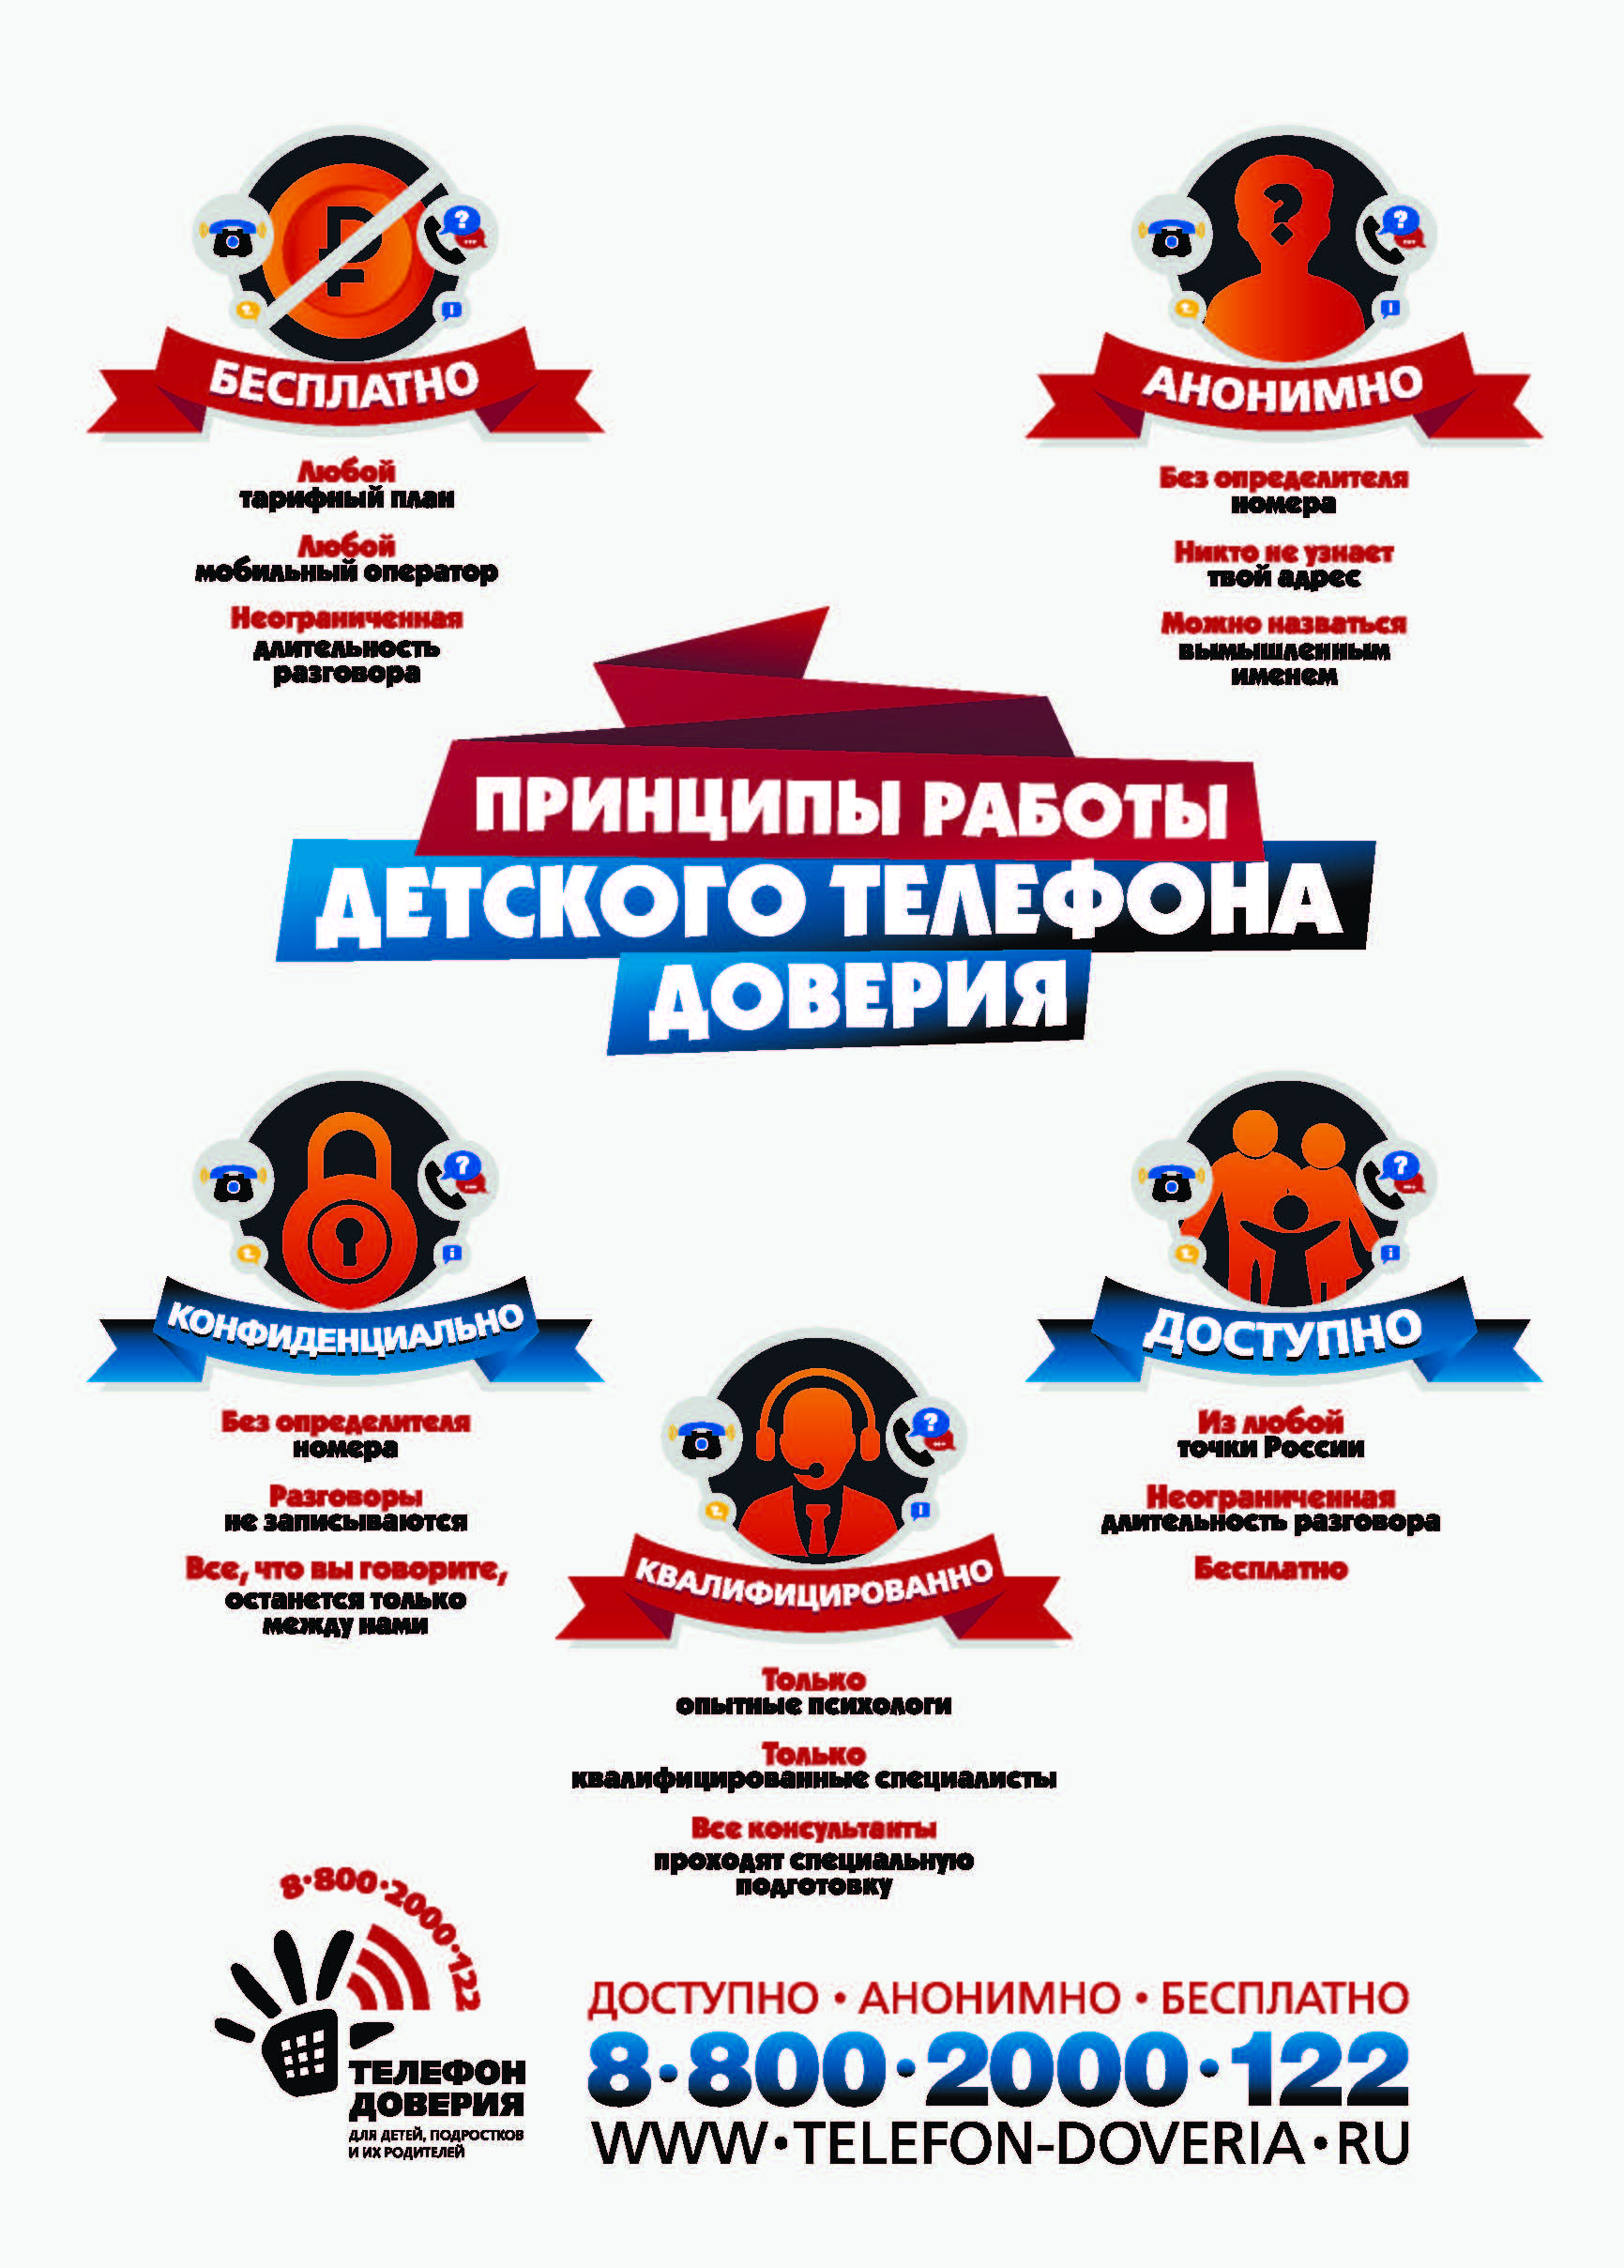 БЕСПЛАТНО
Любой
тарифный план
Любой
мобильный оператор
Неограниченная
длительность
разговора
АНОНИМНО
Без определителя
номера
Никто не узнает
твой адрес
Можно назваться
вымышленным
именем
ПРИНЦИПЫ РАБОТЫ
ДЕТСКОГО ТЕЛЕФОНА
ДОВЕРИЯ
КОНФИДЕНЦИАЛЬНО
Без определителя
номера
Разговоры
не записываются
Все, что вы говорите,
останется только
между нами
КВАЛИФИЦИРОВАННО
Только
опытные психологи
Только
квалифицированные специалисты
Все консультанты
проходят специальную
подготовку
ДОСТУПНО
Из любой
точки России
Неограниченная
длительность разговора
Бесплатно
8·800·2000·122
ТЕЛЕФОН
ДОВЕРИЯ
ДЛЯ ДЕТЕЙ, ПОДРОСТКОВ
И ИХ РОДИТЕЛЕЙ
ДОСТУПНО • АНОНИМНО • БЕСПЛАТНО
8·800·2000·122
WWW·TELEFON-DOVERIA·RU